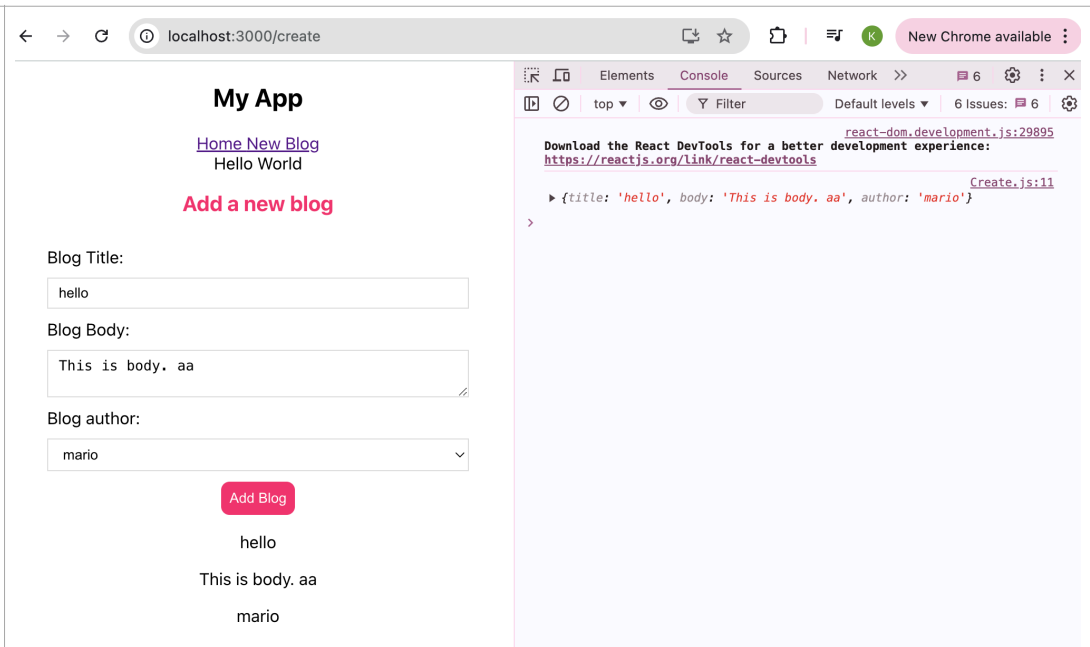 localhost:3000/create
K
New Chrome available
My App
Home New Blog
Hello World
Add a new blog
Blog Title:
hello
Blog Body:
This is body. aa
Blog author:
mario
Add Blog
hello
This is body. aa
mario
Elements Console Sources Network 6
top Filter Default levels 6 Issues: 6
react-dom.development.js:29895
Download the React DevTools for a better development experience:
https://reactjs.org/link/react-devtools
Create.js:11
{title: 'hello', body: 'This is body. aa', author: 'mario'}